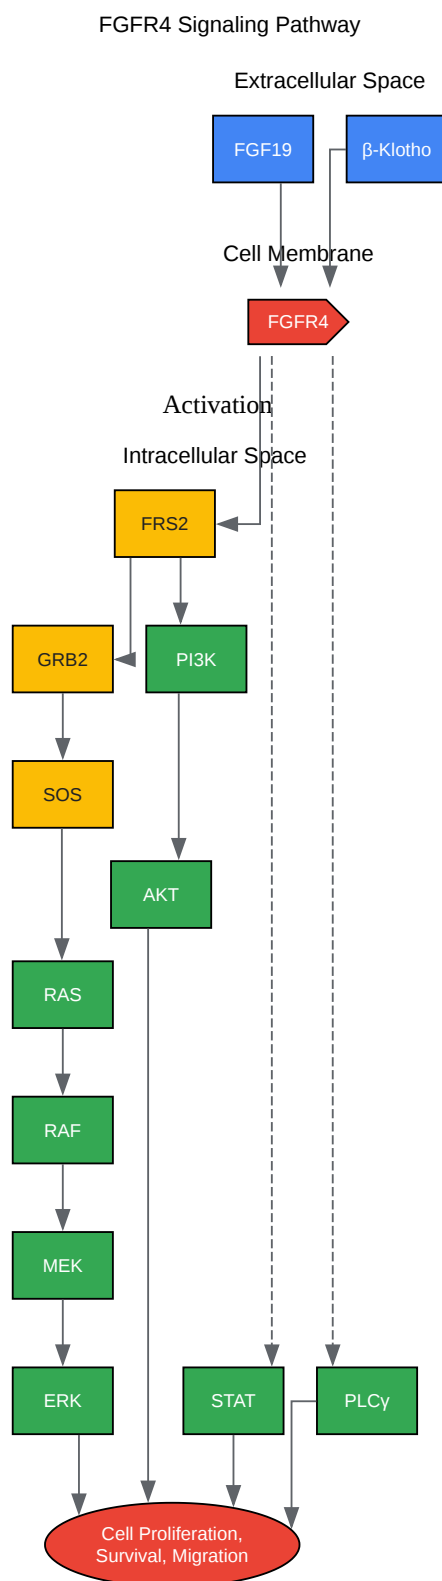 FGFR4 Signaling Pathway
Extracellular Space
FGF19
β-Klotho
Cell Membrane
FGFR4
Activation
Intracellular Space
FRS2
GRB2
PI3K
SOS
AKT
RAS
RAF
MEK
ERK
STAT
PLCγ
Cell Proliferation,
Survival, Migration